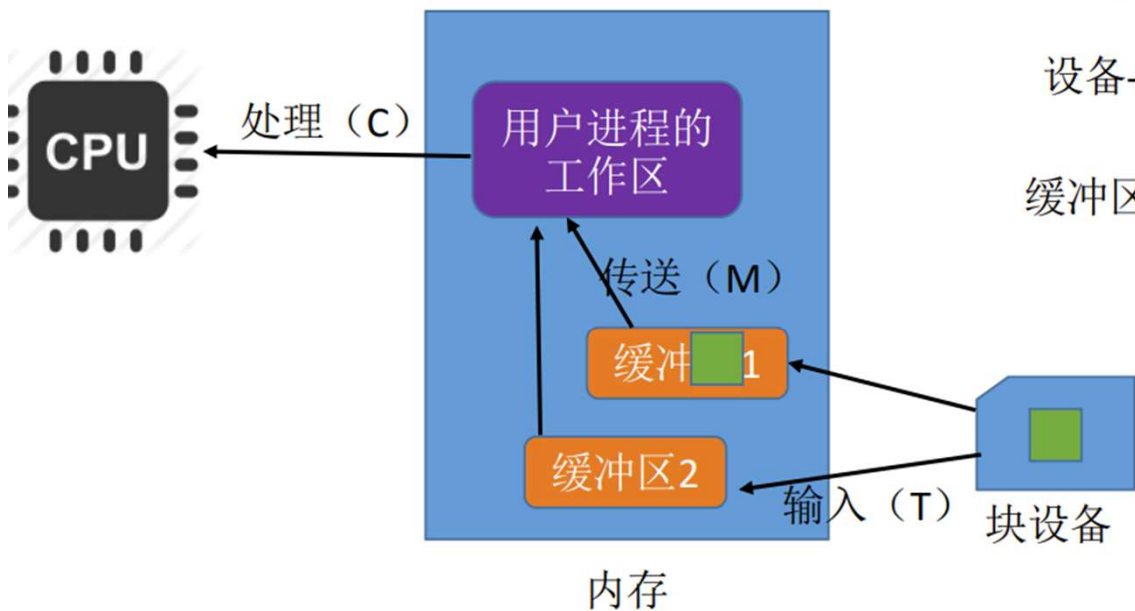 设备-
CPU
处理（C）
用户进程的
工作区
缓冲区
传送（M）
缓冲 1
缓冲区2
输入（T）
块设备
内存